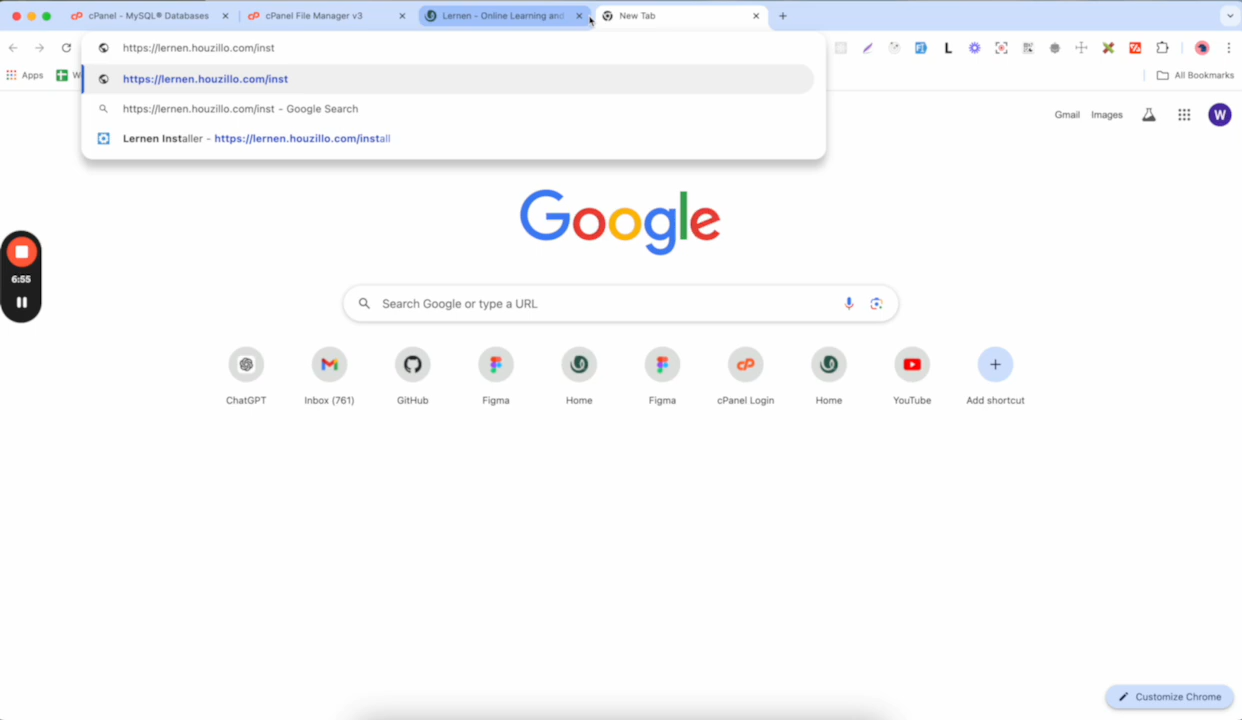 cPanel - MySQL® Databases
cPanel File Manager v3
Lernen - Online Learning and
New Tab
https://lernen.houzillo.com/inst
Apps
W
All Bookmarks
https://lernen.houzillo.com/inst
https://lernen.houzillo.com/inst - Google Search
Lernen Installer - https://lernen.houzillo.com/install
Gmail
Images
W
Google
6:55
Search Google or type a URL
ChatGPT
Inbox (761)
GitHub
Figma
Home
Figma
cPanel Login
Home
YouTube
Add shortcut
Customize Chrome